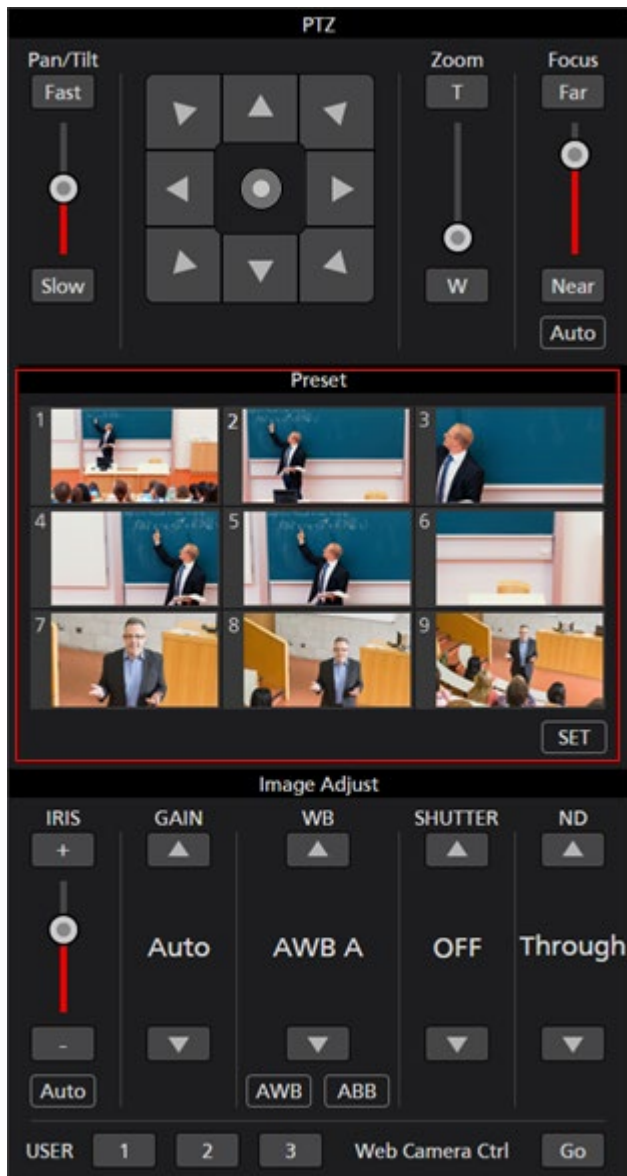 PTZ
Pan/Tilt Zoom Focus
Fast T Far
Slow W Near
Auto
Preset
1 2 3
4 5 6
7 8 9
SET
Image Adjust
IRIS GAIN WB SHUTTER ND
+
Auto AWB A OFF Through
-
Auto AWB ABB
USER 1 2 3 Web Camera Ctrl Go